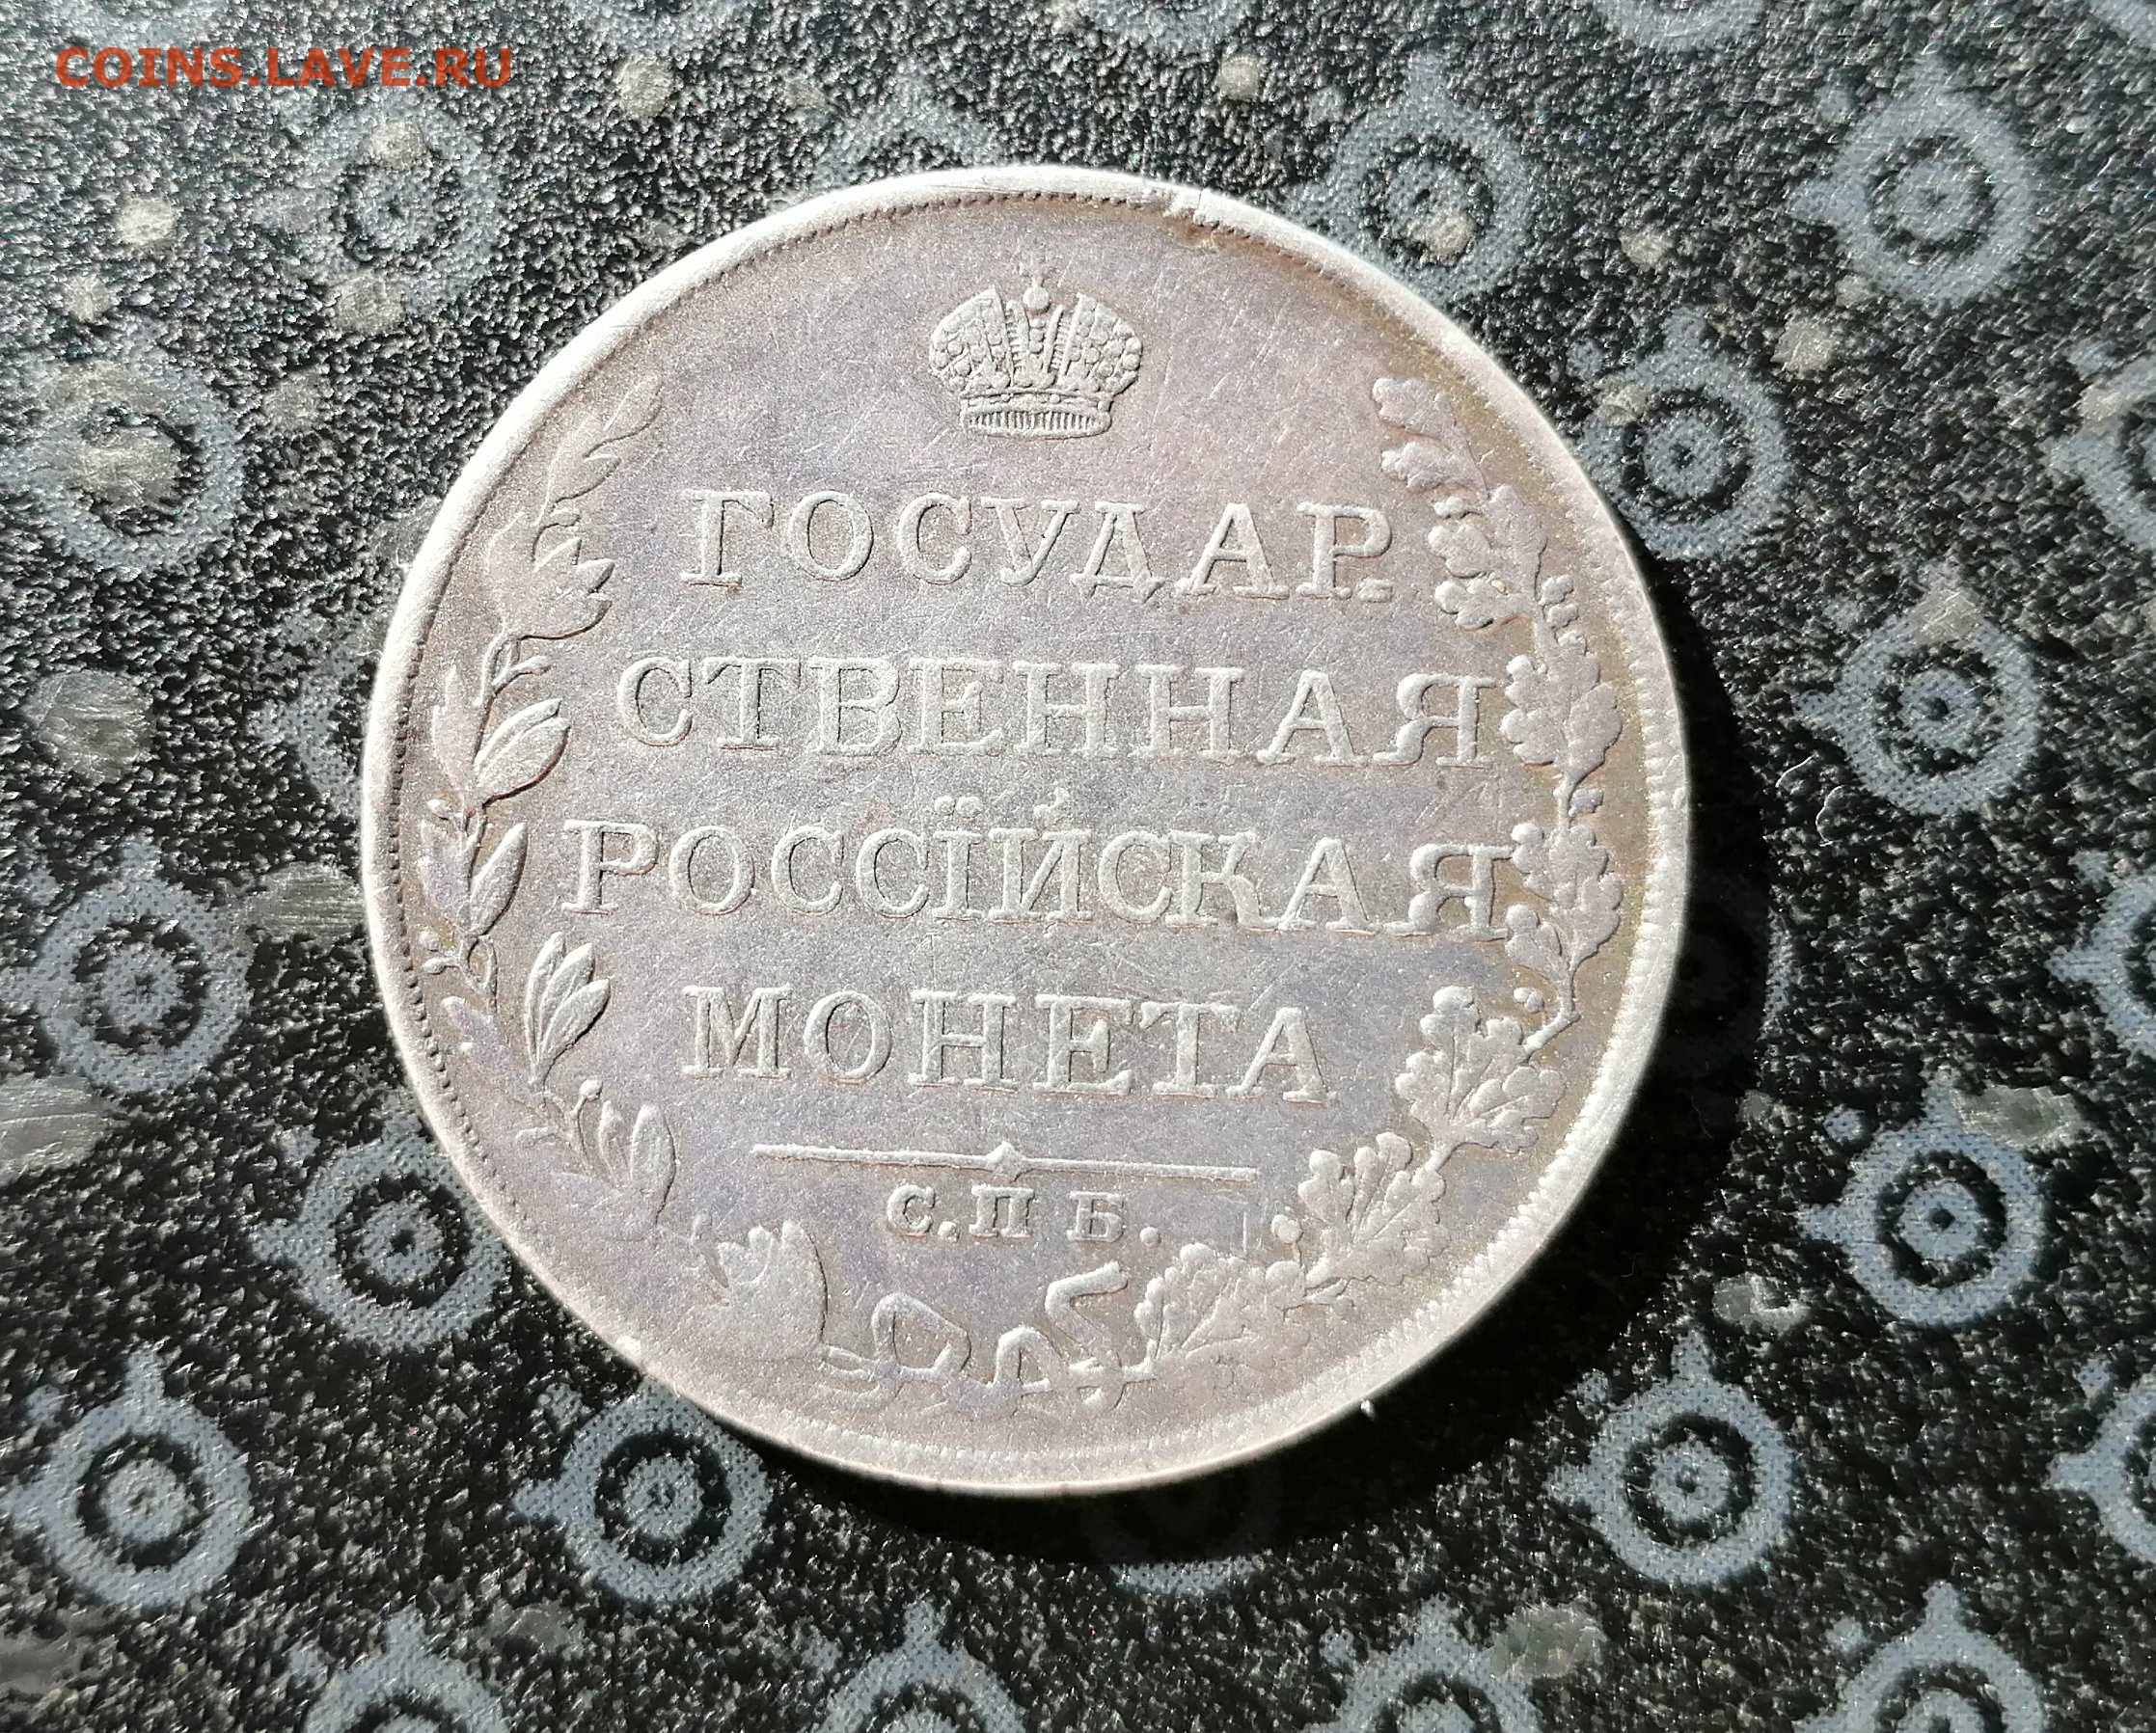 COINS.LAVE.RU
ГОСУДАР.
СТВЕННАЯ
РОССІЙСКАЯ
МОНЕТА
С.П Б.